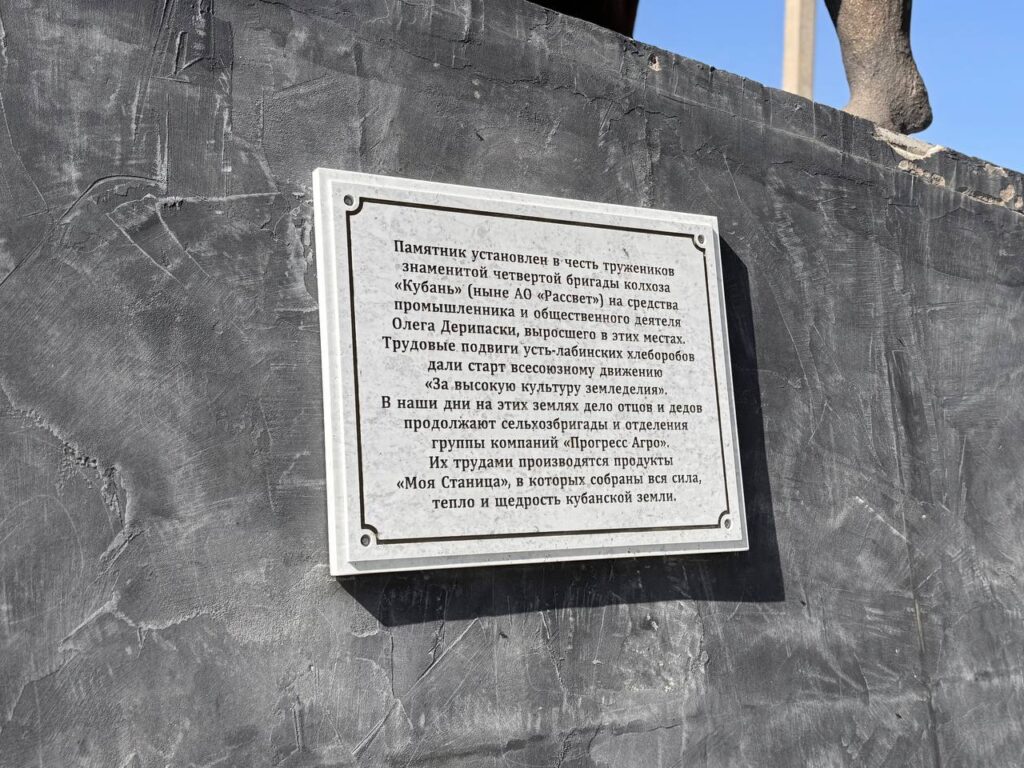 Памятник установлен в честь тружеников
знаменитой четвертой бригады колхоза
«Кубань» (ныне АО «Рассвет») на средства
промышленника и общественного деятеля
Олега Дерипаски, выросшего в этих местах.
Трудовые подвиги усть-лабинских хлеборобов
дали старт всесоюзному движению
«За высокую культуру земледелия».
В наши дни на этих землях дело отцов и дедов
продолжают сельхозбригады и отделения
группы компаний «Прогресс Агро».
Их трудами производятся продукты
«Моя Станица», в которых собраны вся сила,
тепло и щедрость кубанской земли.